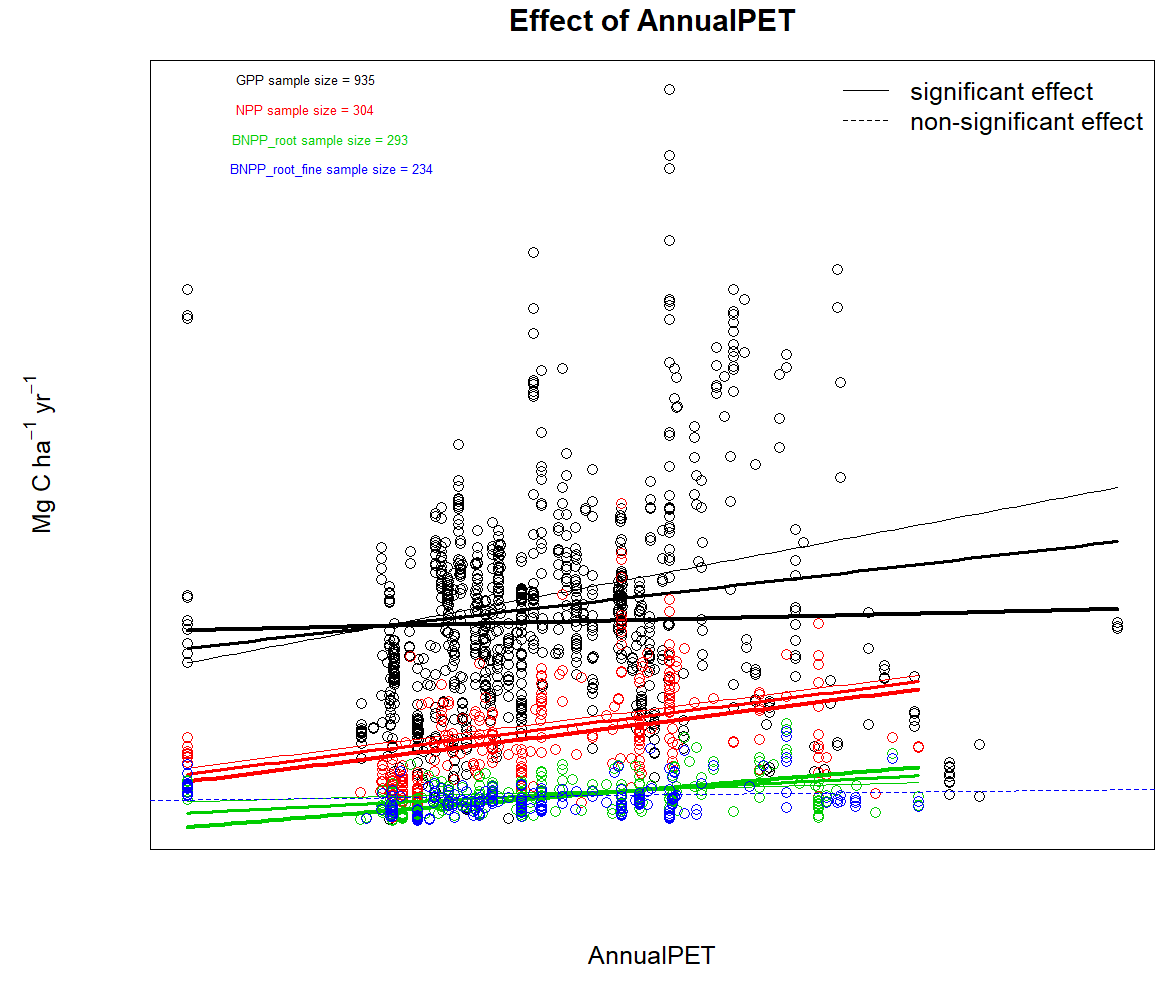 Effect of AnnualPET
GPP sample size = 935
NPP sample size = 304
BNPP_root sample size = 293
BNPP_root_fine sample size = 234
significant effect
non-significant effect
Mg C ha⁻¹ yr⁻¹
AnnualPET